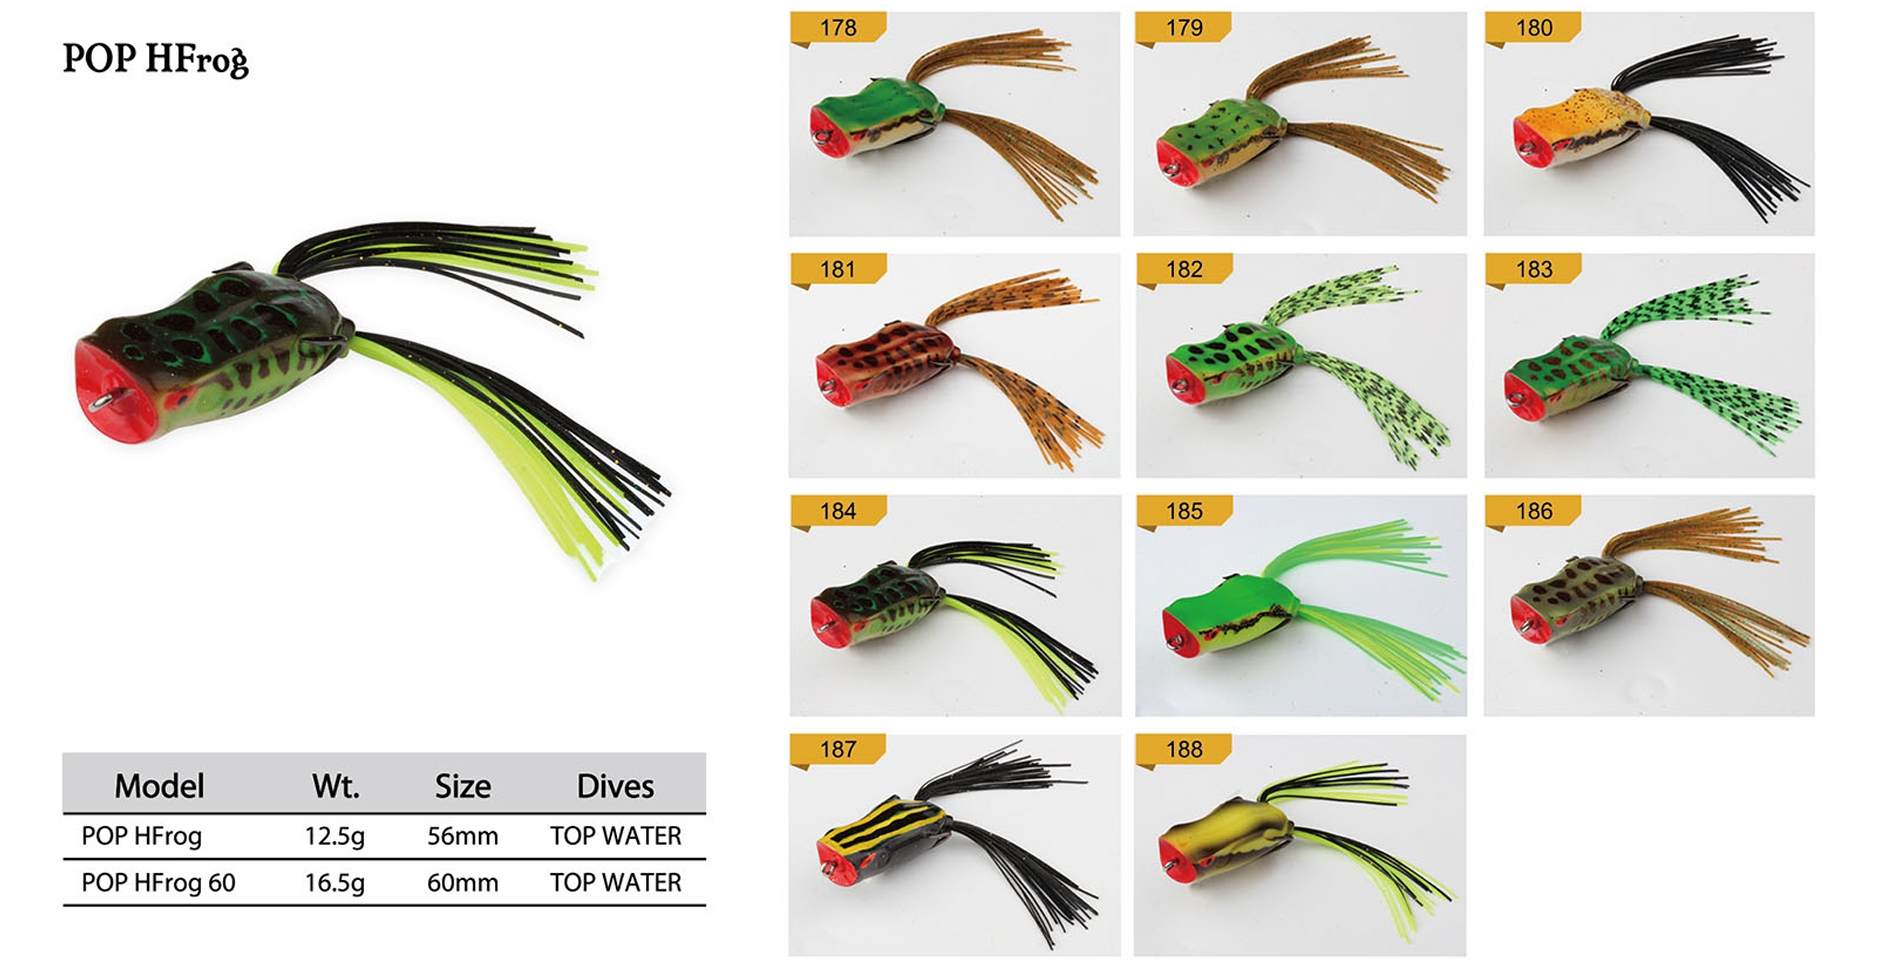 POP HFrog
Model Wt. Size Dives
POP HFrog 12.5g 56mm TOP WATER
POP HFrog 60 16.5g 60mm TOP WATER
178 179 180
181 182 183
184 185 186
187 188